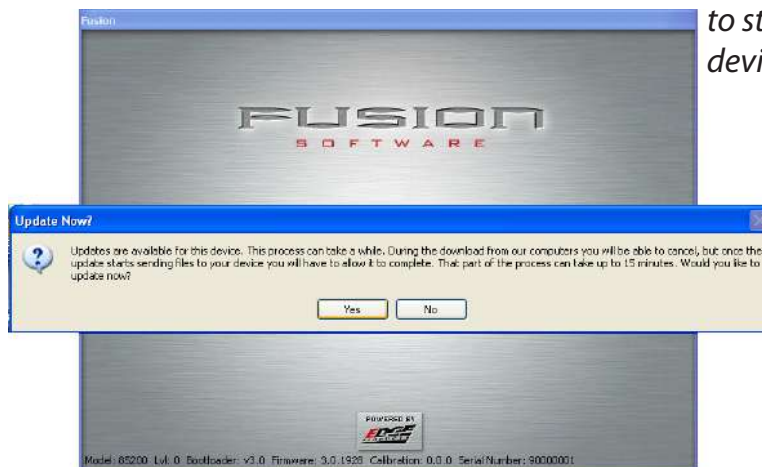 Fusion
to st
devi
FUSION
SOFTWARE
Update Now?
Updates are available for this device. This process can take a while. During the download from our computers you will be able to cancel, but once the
update starts sending files to your device you will have to allow it to complete. That part of the process can take up to 15 minutes. Would you like to
update now?
Yes No
POWERED BY
EDGE
Model: 85200 Lvl: 0 Bootloader: v3.0 Firmware: 3.0.1928 Calibration: 0.0.0 Serial Number: 90000001